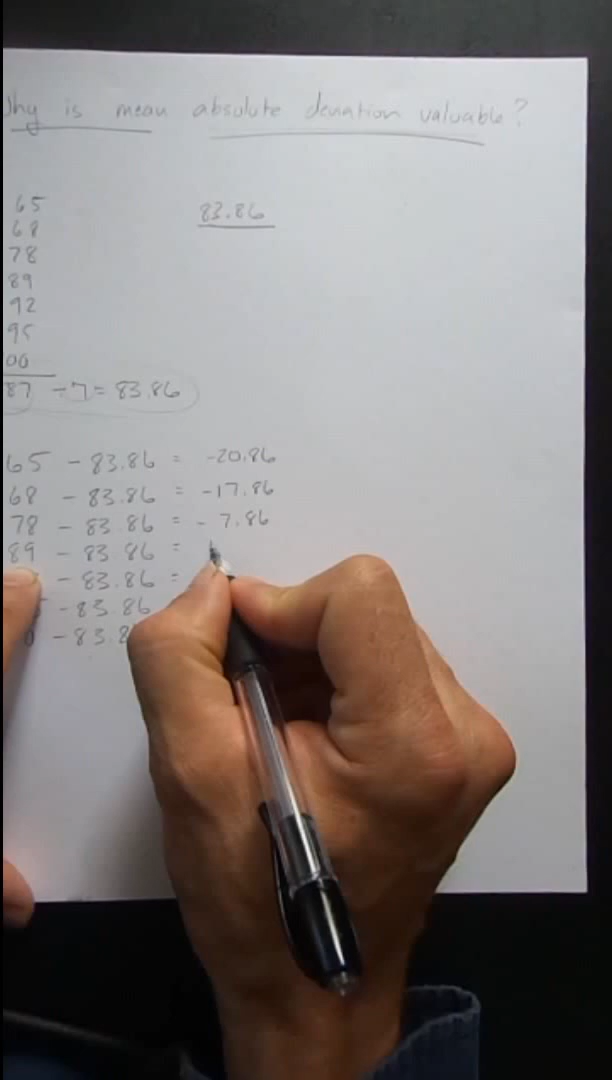 Why is mean absolute deviation valuable?
65
83.86
68
78
89
92
95
00
87 ÷ 7 = 83.86
65 - 83.86 = -20.86
68 - 83.86 = -17.86
78 - 83.86 = - 7.86
89 - 83.86 =
- 83.86 =
- 83.86
0 - 83.8